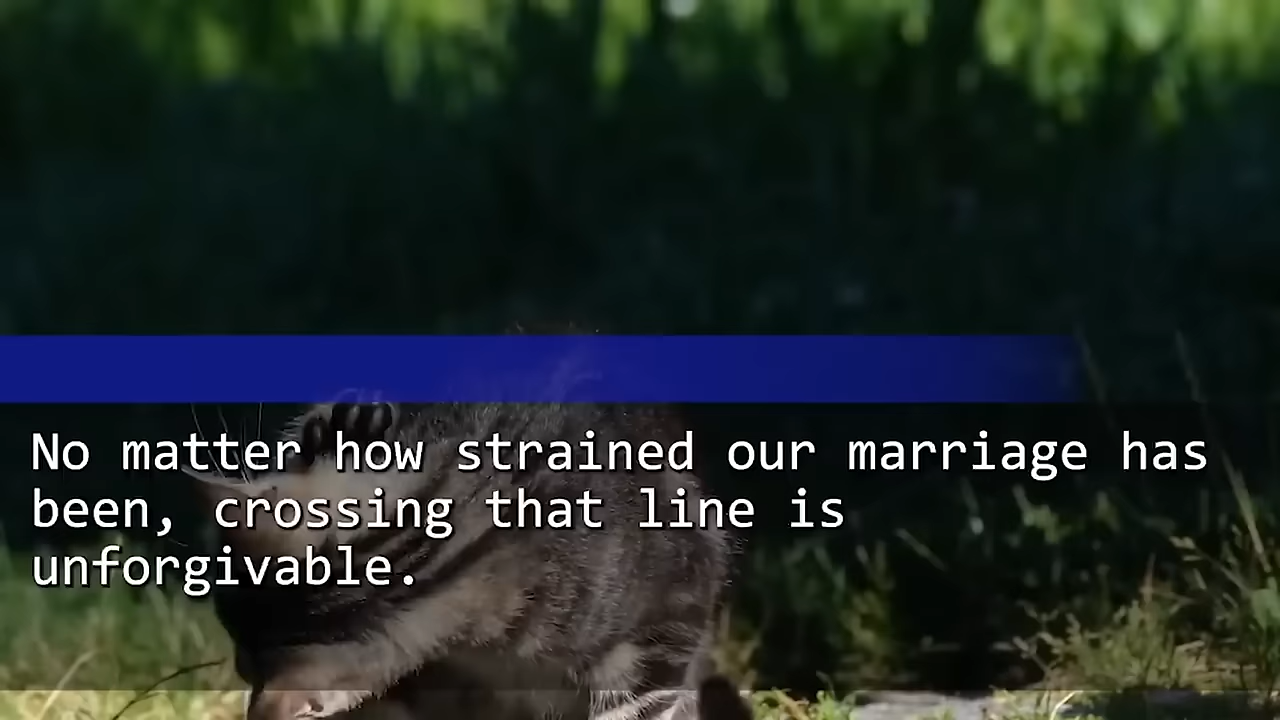 No matter how strained our marriage has
been, crossing that line is
unforgivable.